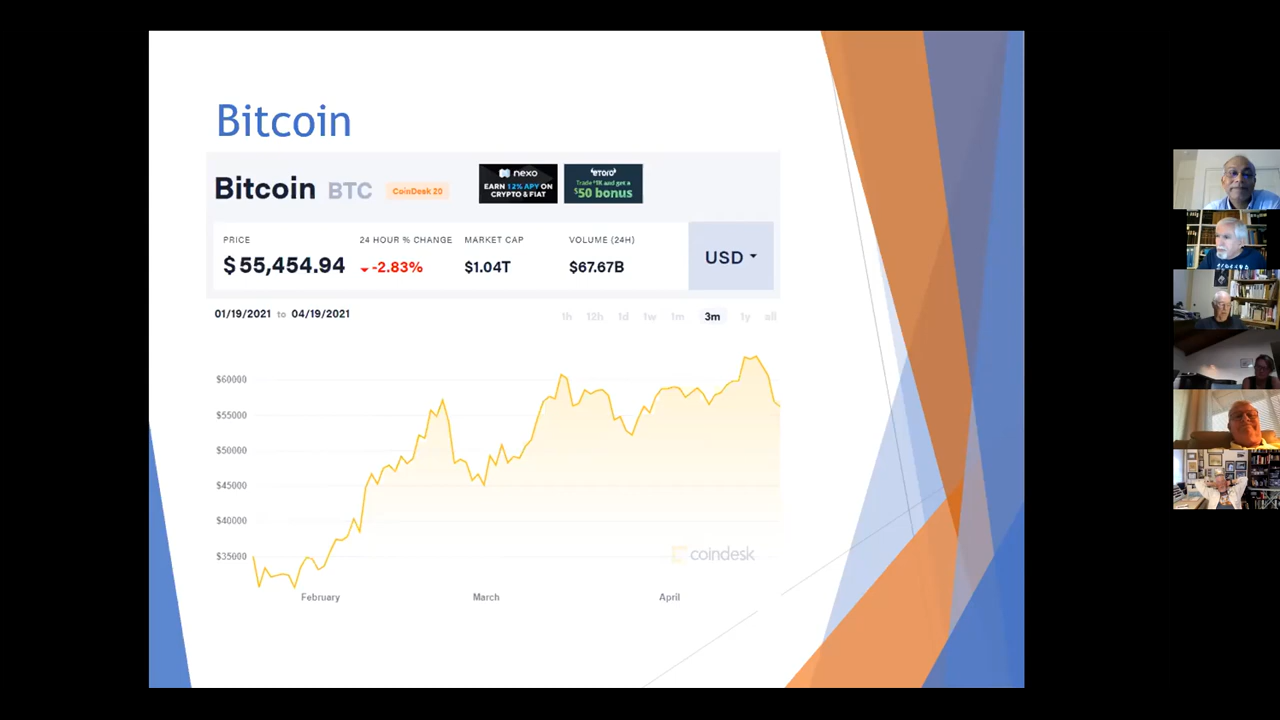 Bitcoin
Bitcoin BTC CoinDesk 20
nexo
EARN 12% APY ON
CRYPTO & FIAT
eToro
and get a
$50 bonus
PRICE 24 HOUR % CHANGE MARKET CAP VOLUME (24H)
$55,454.94 -2.83% $1.04T $67.67B
USD
01/19/2021 to 04/19/2021
1h 12h 1d 1w 1m 3m 1y all
$60000
$55000
$50000
$45000
$40000
$35000
coindesk
February March April